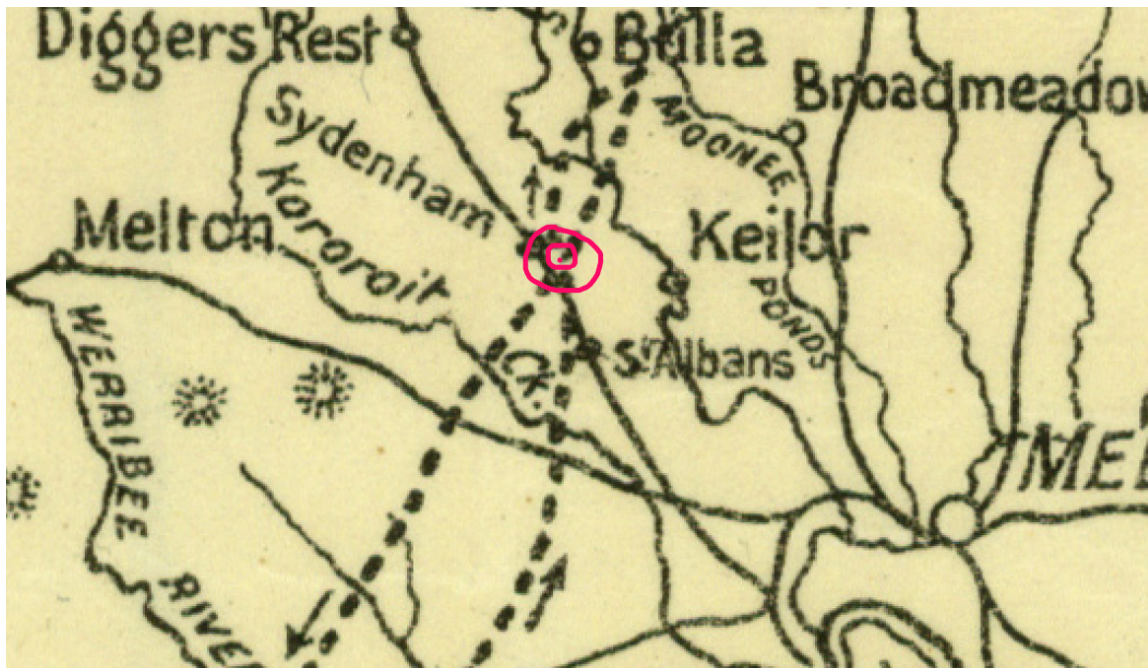 Diggers Rest
Bulla
Broadmeadow
Sydenham
MOONEE
Kororoit
Melton
Keilor
PONDS
WERRIBEE
Ck.
St Albans
MEL
RIVER